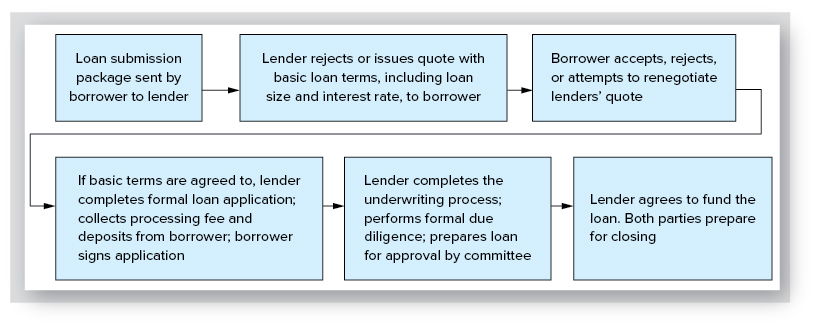 Loan submission
package sent by
borrower to lender
Lender rejects or issues quote with
basic loan terms, including loan
size and interest rate, to borrower
Borrower accepts, rejects,
or attempts to renegotiate
lenders’ quote
If basic terms are agreed to, lender
completes formal loan application;
collects processing fee and
deposits from borrower; borrower
signs application
Lender completes the
underwriting process;
performs formal due
diligence; prepares loan
for approval by committee
Lender agrees to fund the
loan. Both parties prepare
for closing